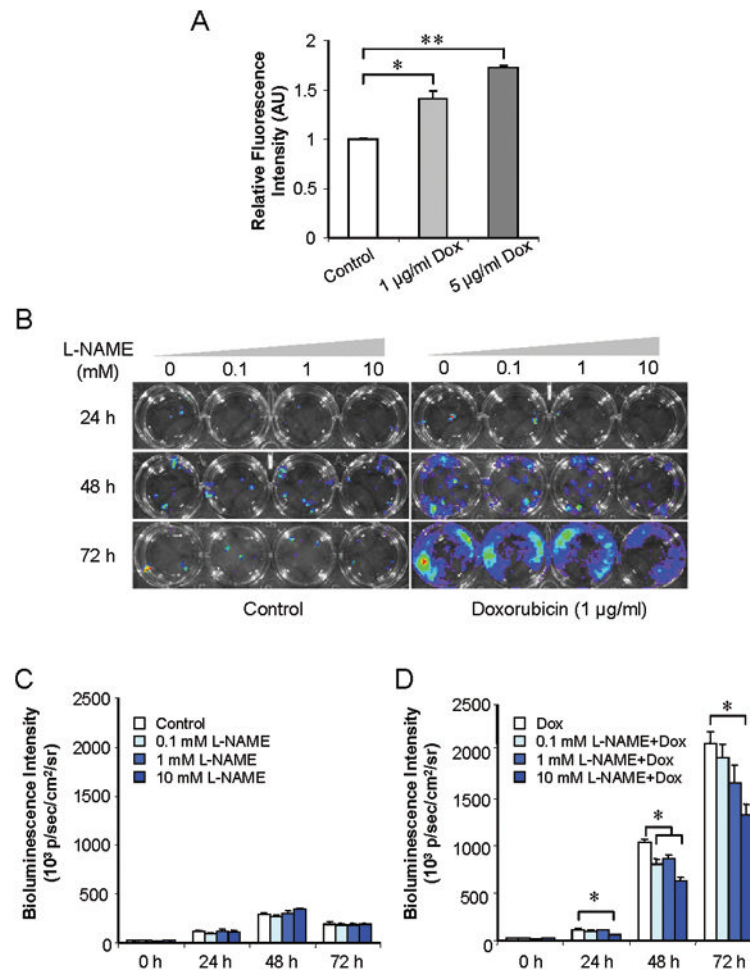 A
Relative Fluorescence
Intensity (AU)
2
1.5
1
0.5
0
*
**
Control
1 µg/ml Dox
5 µg/ml Dox
B
L-NAME
(mM)
0 0.1 1 10 0 0.1 1 10
24 h
48 h
72 h
Control Doxorubicin (1 µg/ml)
C
Bioluminescence Intensity
(10³ p/sec/cm²/sr)
2500
2000
1500
1000
500
0
Control
0.1 mM L-NAME
1 mM L-NAME
10 mM L-NAME
0 h 24 h 48 h 72 h
D
Bioluminescence Intensity
(10³ p/sec/cm²/sr)
2500
2000
1500
1000
500
0
Dox
0.1 mM L-NAME+Dox
1 mM L-NAME+Dox
10 mM L-NAME+Dox
*
*
*
0 h 24 h 48 h 72 h